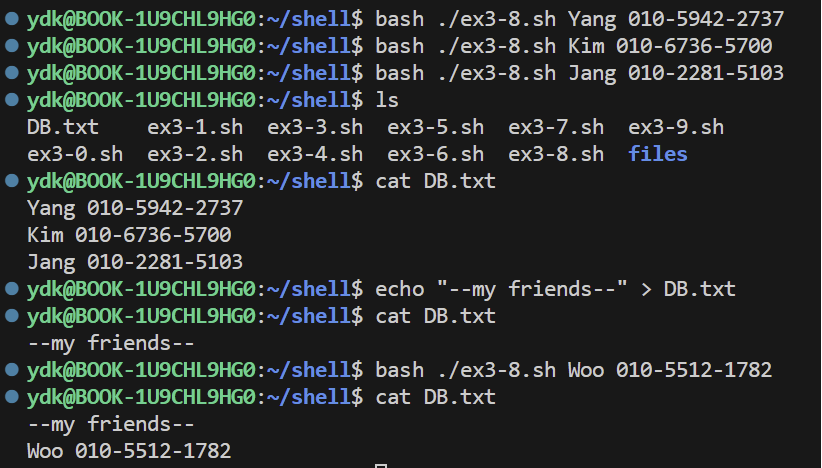 ydk@BOOK-1U9CHL9HG0:~/shell$ bash ./ex3-8.sh Yang 010-5942-2737
ydk@BOOK-1U9CHL9HG0:~/shell$ bash ./ex3-8.sh Kim 010-6736-5700
ydk@BOOK-1U9CHL9HG0:~/shell$ bash ./ex3-8.sh Jang 010-2281-5103
ydk@BOOK-1U9CHL9HG0:~/shell$ ls
DB.txt    ex3-1.sh  ex3-3.sh  ex3-5.sh  ex3-7.sh  ex3-9.sh
ex3-0.sh  ex3-2.sh  ex3-4.sh  ex3-6.sh  ex3-8.sh  files
ydk@BOOK-1U9CHL9HG0:~/shell$ cat DB.txt
Yang 010-5942-2737
Kim 010-6736-5700
Jang 010-2281-5103
ydk@BOOK-1U9CHL9HG0:~/shell$ echo "--my friends--" > DB.txt
ydk@BOOK-1U9CHL9HG0:~/shell$ cat DB.txt
--my friends--
ydk@BOOK-1U9CHL9HG0:~/shell$ bash ./ex3-8.sh Woo 010-5512-1782
ydk@BOOK-1U9CHL9HG0:~/shell$ cat DB.txt
--my friends--
Woo 010-5512-1782